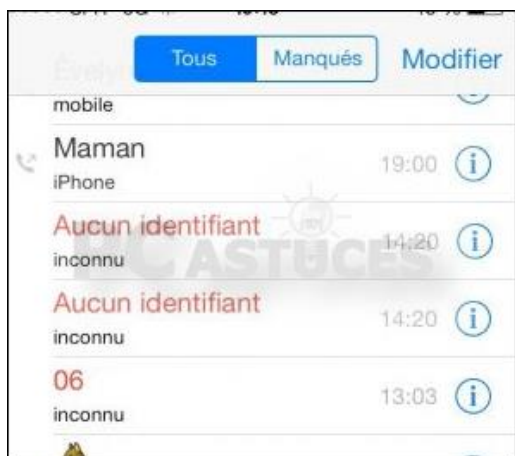 Tous Manqués Modifier
mobile
Maman 19:00
iPhone
Aucun identifiant 14:20
inconnu
PC ASTUCES
Aucun identifiant 14:20
inconnu
06 13:03
inconnu